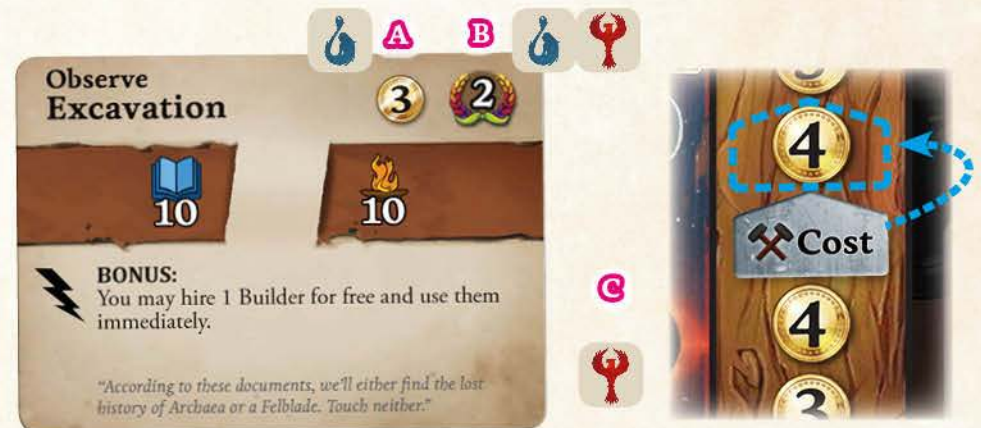 A B
Observe
Excavation
3 2
10 10
BONUS:
You may hire 1 Builder for free and use them
immediately.
"According to these documents, we'll either find the lost
history of Archaea or a Felblade. Touch neither."
C
3
4
Cost
4
3